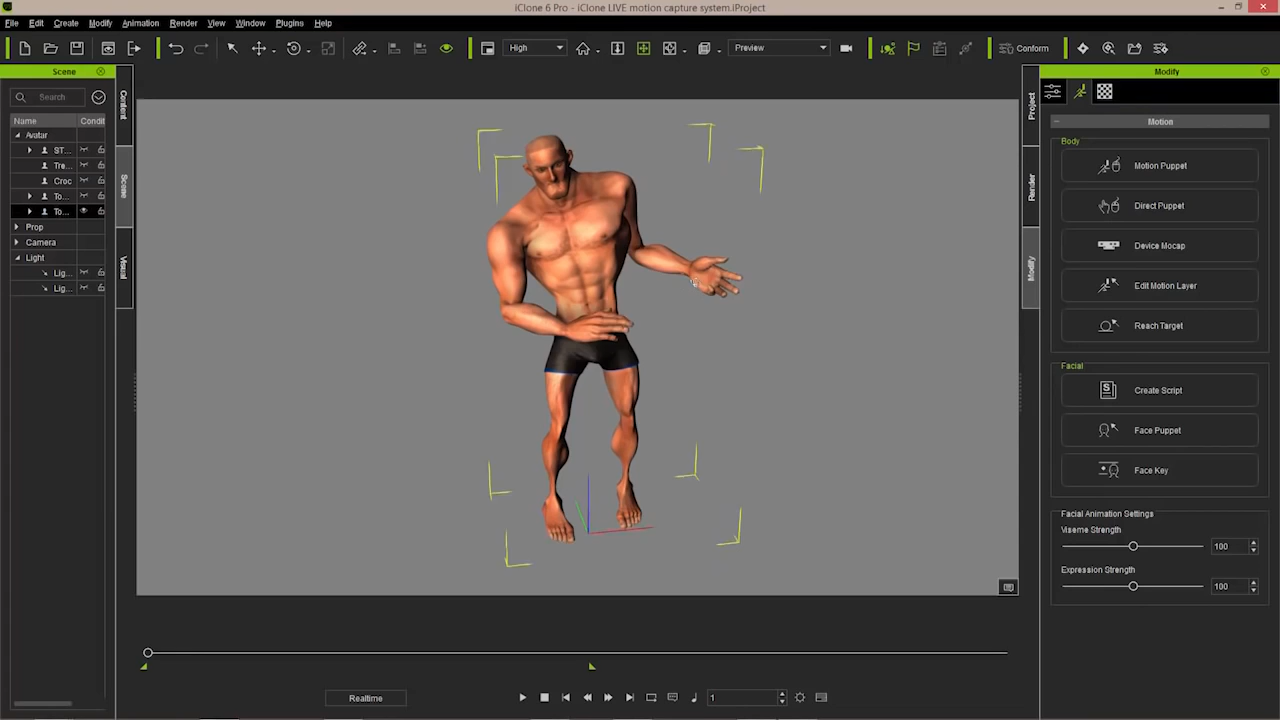 iClone 6 Pro - iClone LIVE motion capture system.iProject
File Edit Create Modify Animation Render View Window Plugins Help
High Preview Conform
Scene
Search
Name Condit
Avatar
ST...
Tre...
Croc
To...
To...
Prop
Camera
Light
Lig...
Lig...
Content
Scene
Visual
Project
Render
Modify
Modify
Motion
Body
Motion Puppet
Direct Puppet
Device Mocap
Edit Motion Layer
Reach Target
Facial
Create Script
Face Puppet
Face Key
Facial Animation Settings
Viseme Strength
100
Expression Strength
100
Realtime 1